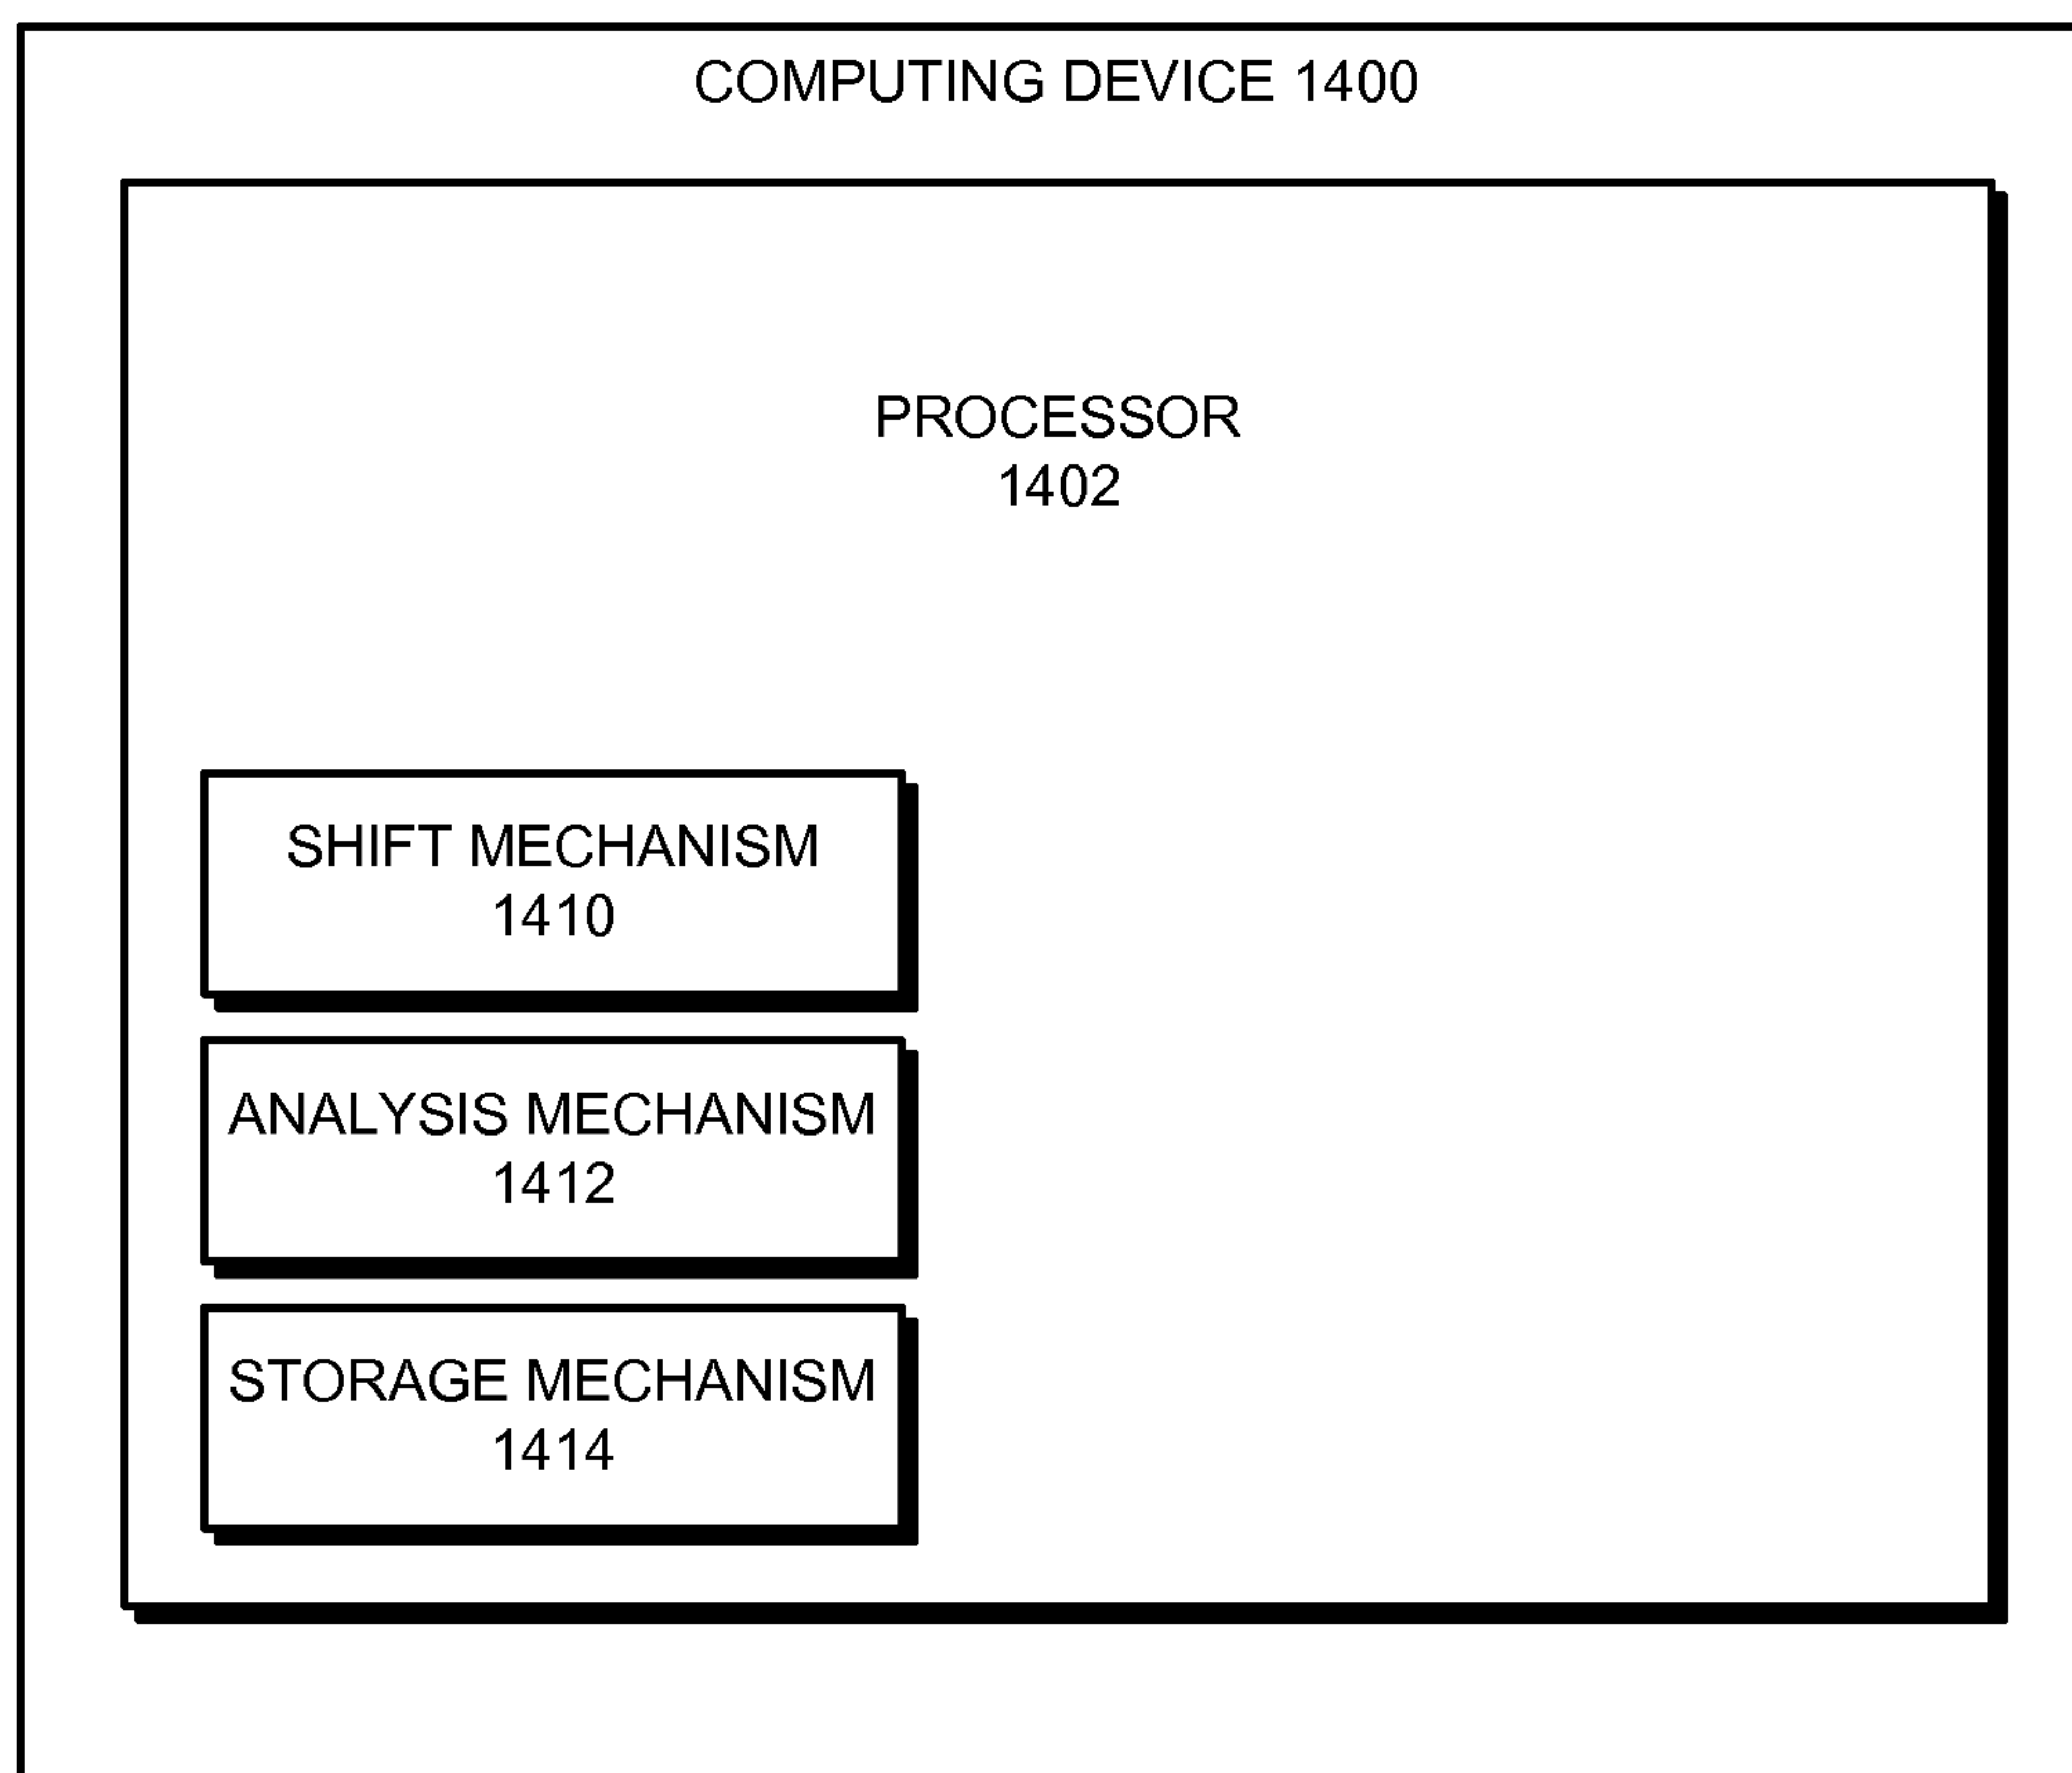 COMPUTING DEVICE 1400
PROCESSOR
1402
SHIFT MECHANISM
1410
ANALYSIS MECHANISM
1412
STORAGE MECHANISM
1414